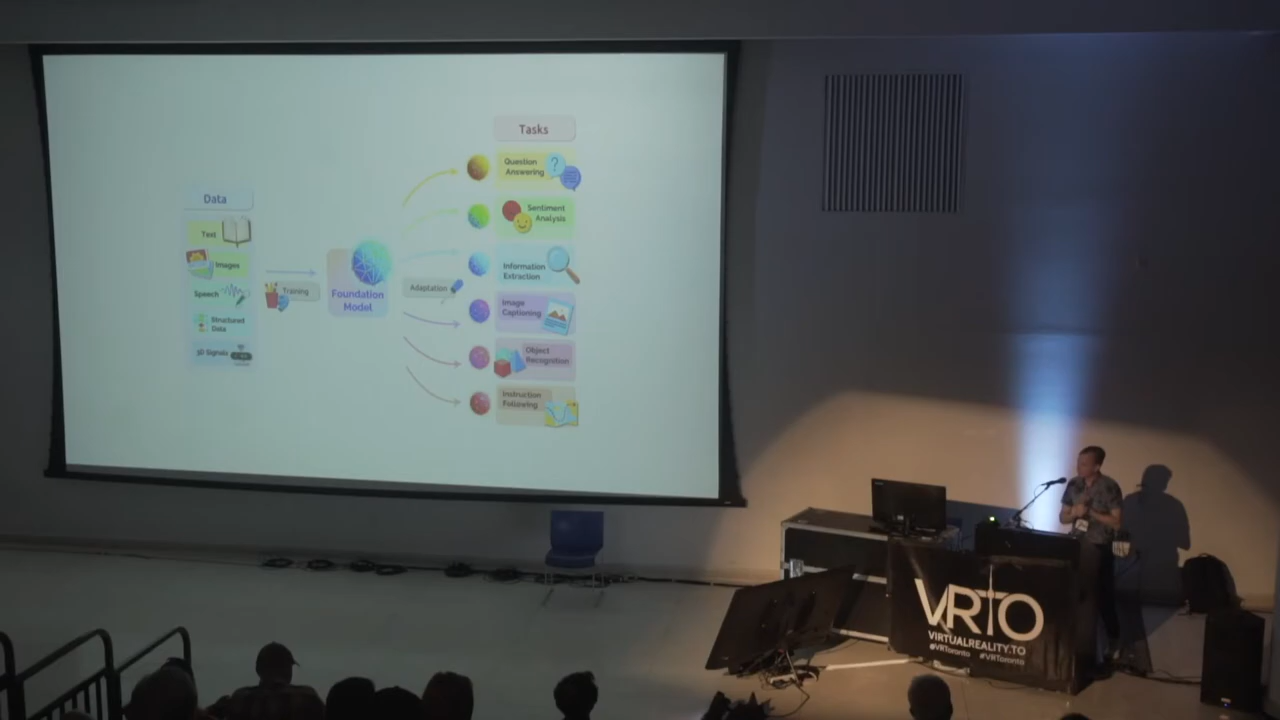 Tasks
Question
Answering
Data
Sentiment
Analysis
Text
Images
Information
Extraction
Speech
Training
Foundation
Model
Adaptation
Image
Captioning
Structured
Data
3D Signals
Object
Recognition
Instruction
Following
VRTO
VIRTUALREALITY.TO
@VRToronto #VRToronto